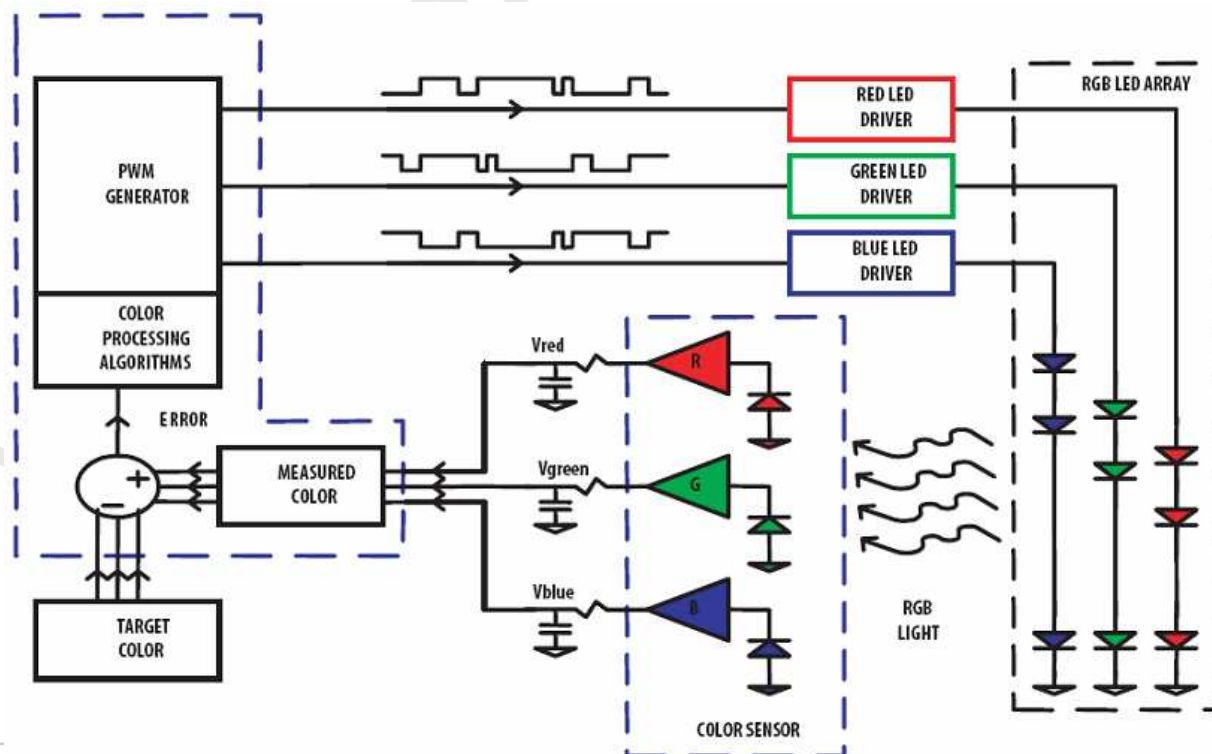 RGB LED ARRAY
RED LED
DRIVER
PWM
GENERATOR
GREEN LED
DRIVER
BLUE LED
DRIVER
COLOR
PROCESSING
ALGORITHMS
Vred
R
ERROR
+
−
MEASURED
COLOR
Vgreen
G
Vblue
B
RGB
LIGHT
TARGET
COLOR
COLOR SENSOR